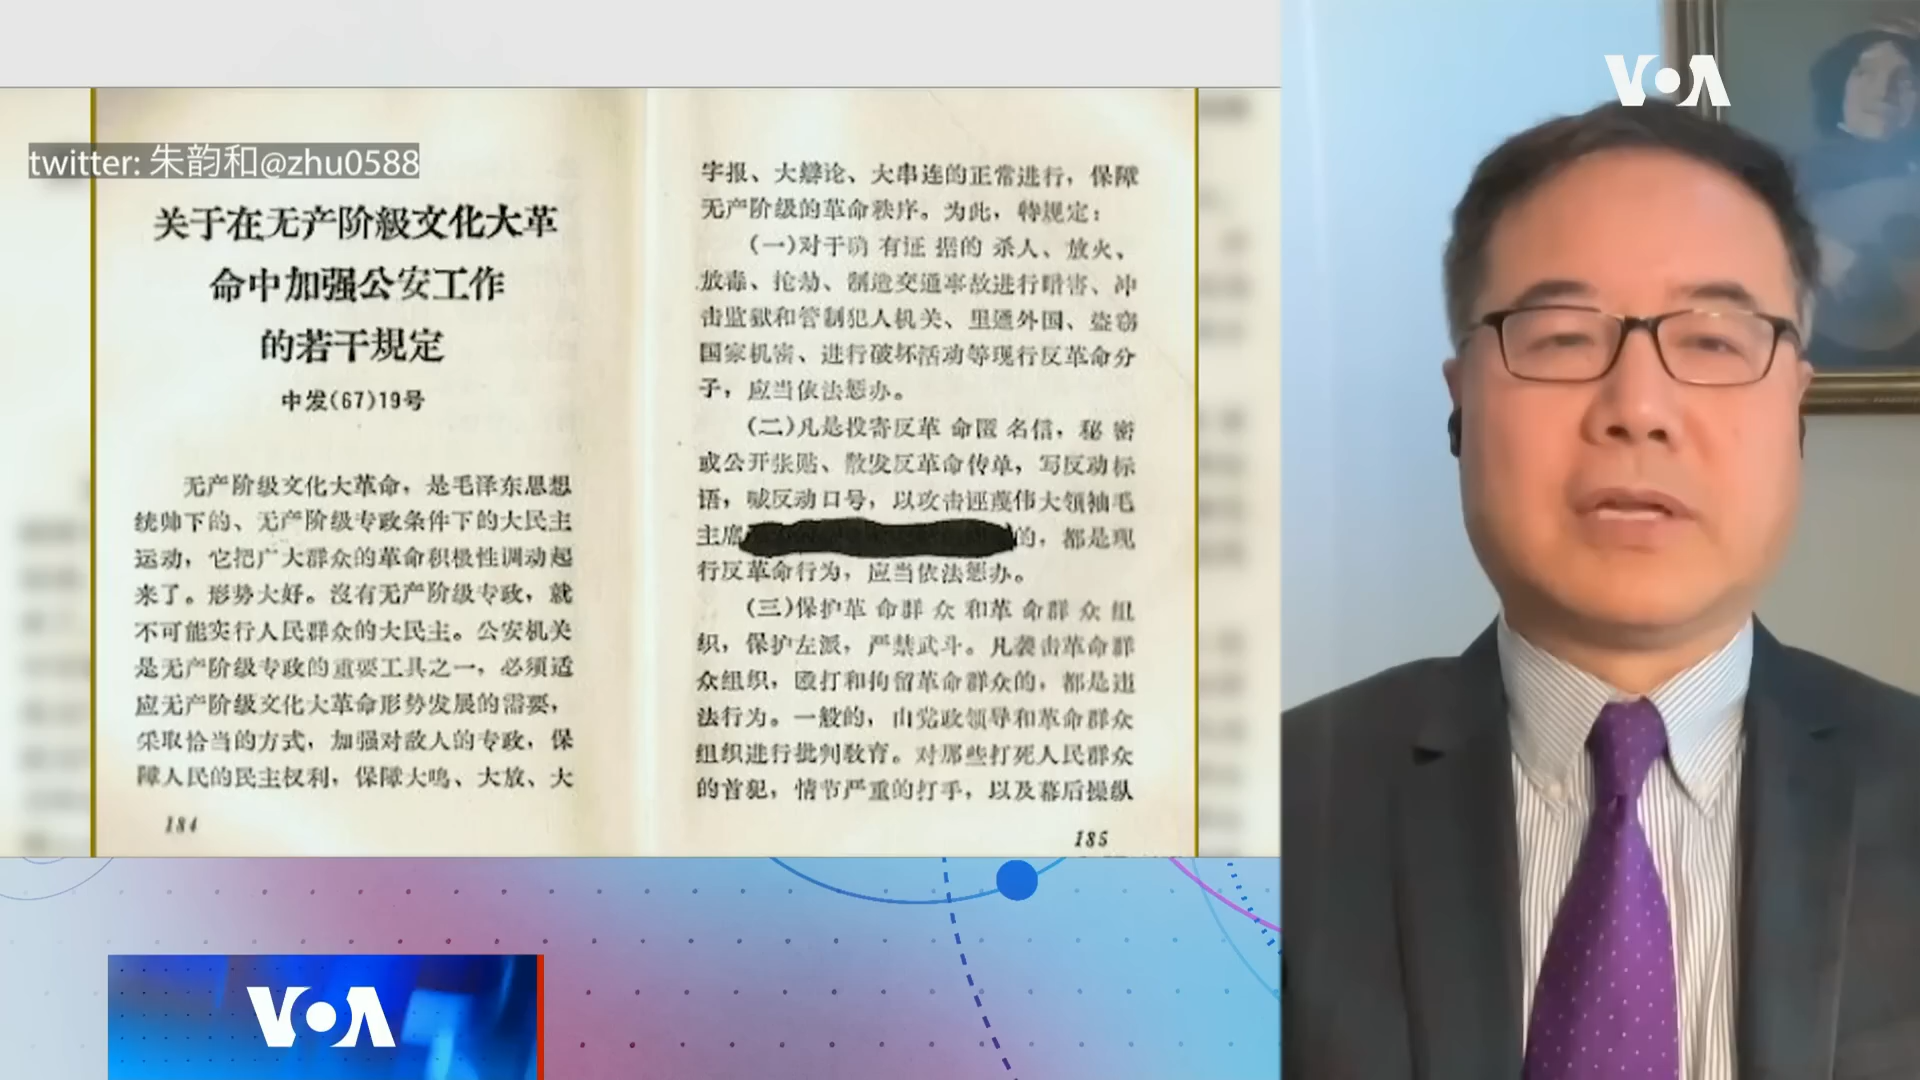 VOA
twitter: 朱韵和@zhu0588
关于在无产阶級文化大革
命中加强公安工作
的若干規定
中发(67)19号
无产阶级文化大革命，是毛泽东思想
统帅下的、无产阶级专政条件下的大民主
运动，它把广大群众的革命积极性调动起
来了。形势大好。沒有无产阶级专政，就
不可能实行人民群众的大民主。公安机关
是无产阶级专政的重要工具之一，必须适
应无产阶级文化大革命形势发展的需要，
采取恰当的方式，加强对敌人的专政，保
障人民的民主权利，保障大鸣、大放、大
184
字报、大辯论、大串连的正常进行，保障
无产阶级的革命秩序。为此，特规定：
(一)对于确有证据的杀人、放火、
放毒、抢劫、制造交通事故进行暗害、冲
击监狱和管制犯人机关、里通外国、盗窃
国家机密、进行破坏活动等现行反革命分
子，应当依法惩办。
(二)凡是投寄反革命匿名信，秘密
或公开张贴、散发反革命传单，写反动标
语，喊反动口号，以攻击诬蔑伟大领袖毛
主席 的，都是现
行反革命行为，应当依法惩办。
(三)保护革命群众和革命群众组
织，保护左派，严禁武斗。凡袭击革命群
众组织，殴打和拘留革命群众的，都是违
法行为。一般的，由党政领导和革命群众
组织进行批判教育。对那些打死人民群众
的首犯，情节严重的打手，以及幕后操纵
185
VOA